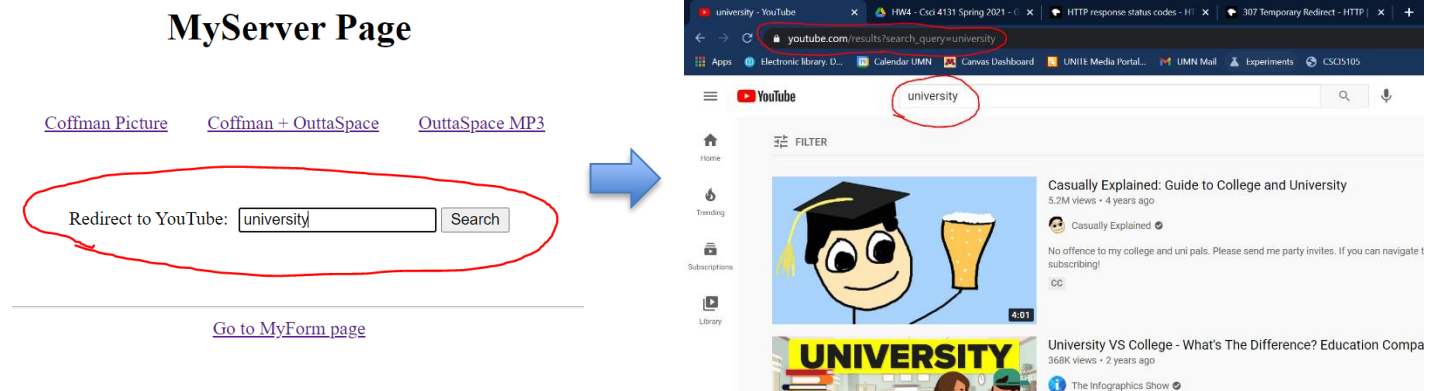 MyServer Page
Coffman Picture Coffman + OuttaSpace OuttaSpace MP3
Redirect to YouTube: university Search
Go to MyForm page
university - YouTube HW4 - Csci 4131 Spring 2021 - G HTTP response status codes - HT 307 Temporary Redirect - HTTP |
youtube.com/results?search_query=university
Apps Electronic library. D... Calendar UMN Canvas Dashboard UNITE Media Portal... UMN Mail Experiments CSCI5105
YouTube university
FILTER
Home
Trending
Subscriptions
Library
4:01
Casually Explained: Guide to College and University
5.2M views • 4 years ago
Casually Explained
No offence to my college and uni pals. Please send me party invites. If you can navigate t
subscribing!
CC
UNIVERSITY
University VS College - What's The Difference? Education Compa
368K views • 2 years ago
The Infographics Show